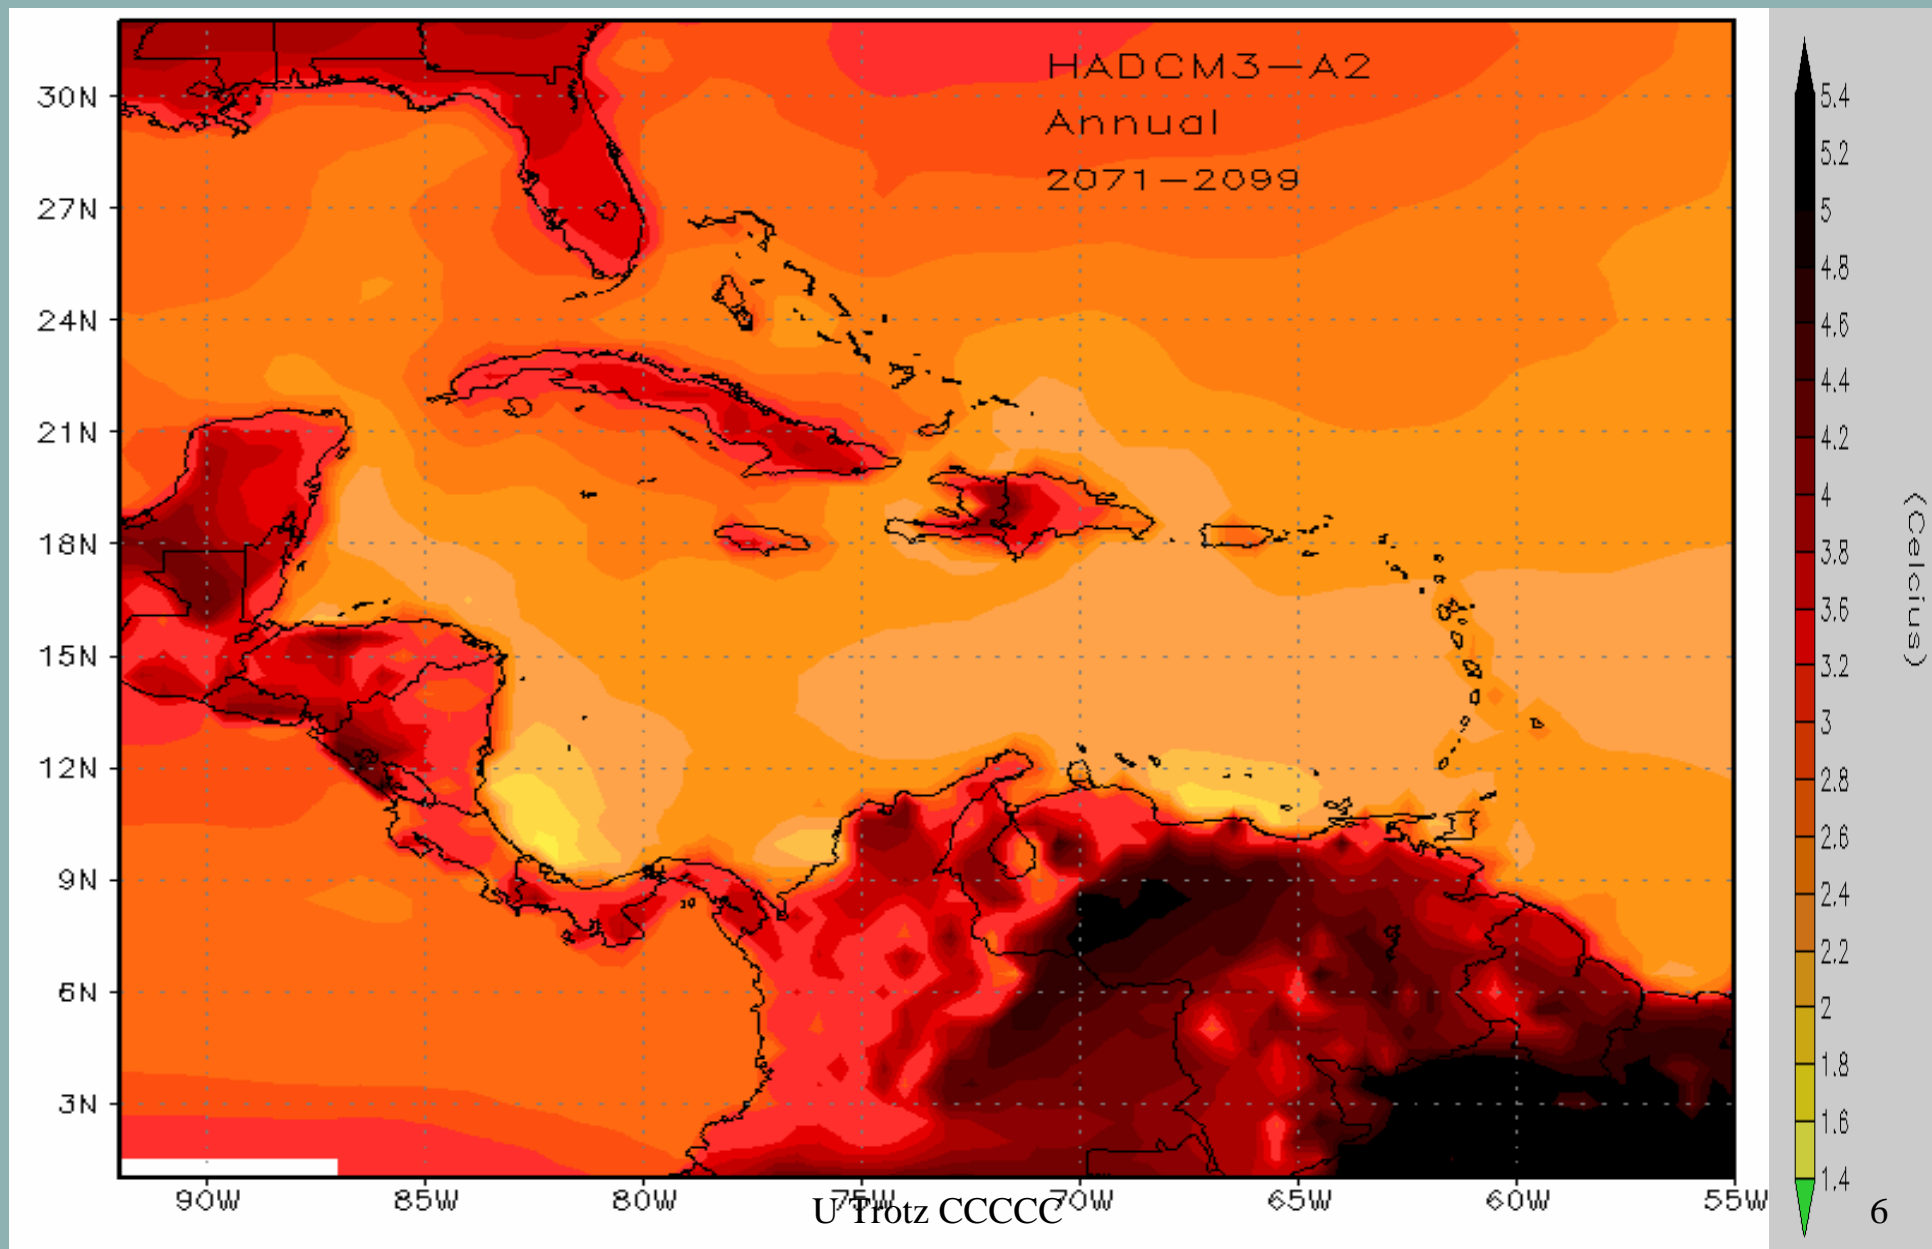 HADCM3-A2
Annual
2071-2099
30N
27N
24N
21N
18N
15N
12N
9N
6N
3N
90W
85W
80W
75W
70W
65W
60W
55W
5.4
5.2
5
4.8
4.6
4.4
4.2
4
3.8
3.6
3.2
3
2.8
2.6
2.4
2.2
2
1.8
1.6
1.4
(Celcius)
U Trotz CCCCC
6